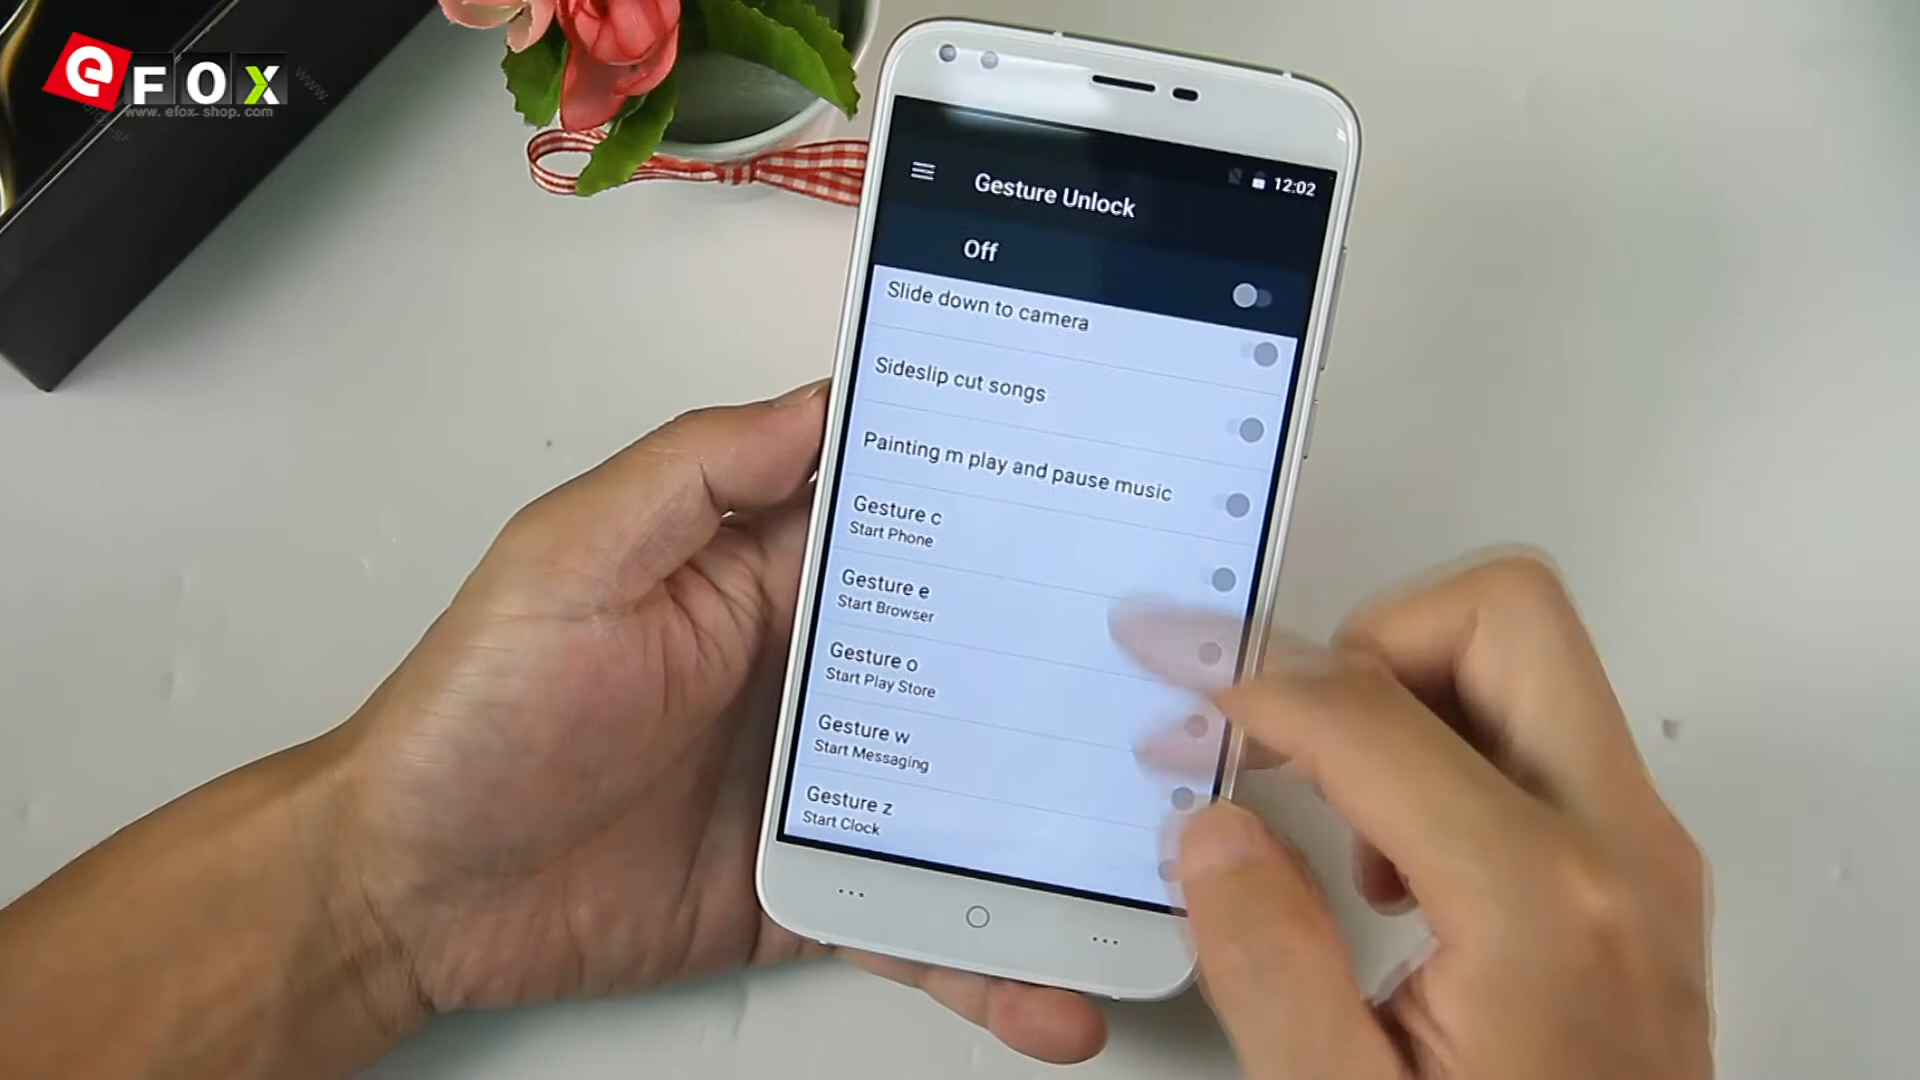 eFOX
www.efox-shop.com
12:02
Gesture Unlock
Off
Slide down to camera
Sideslip cut songs
Painting m play and pause music
Gesture c
Start Phone
Gesture e
Start Browser
Gesture o
Start Play Store
Gesture w
Start Messaging
Gesture z
Start Clock